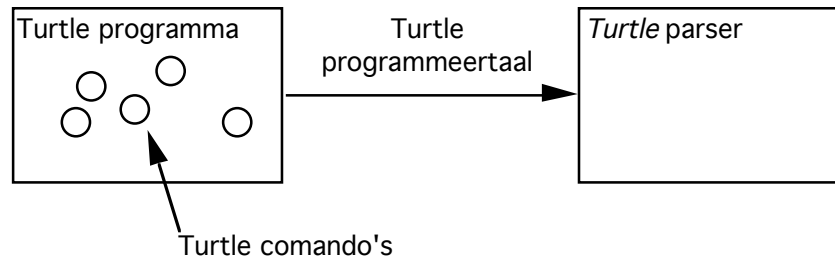 Turtle programma
Turtle
programmeertaal
Turtle parser
Turtle comando's